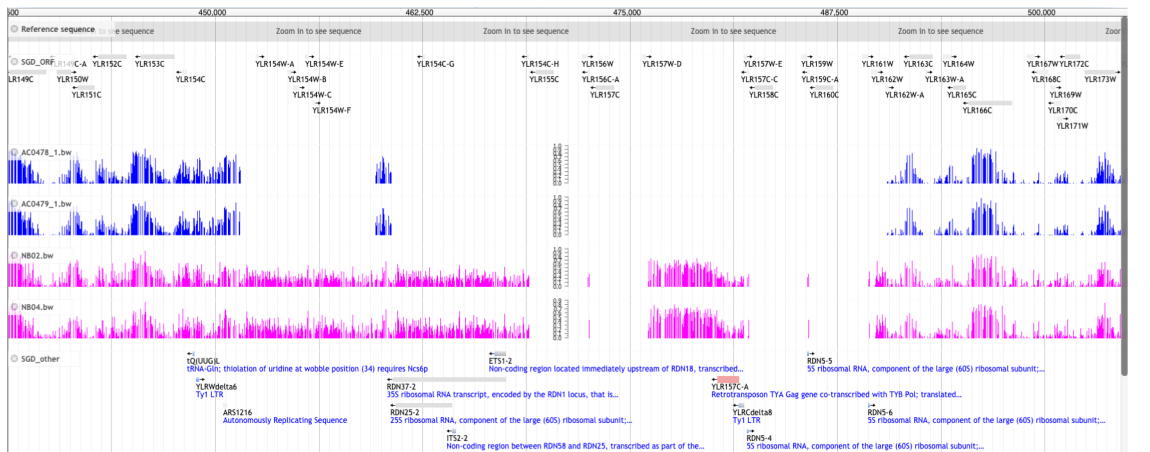 500 450,000 462,500 475,000 487,500 500,000
Reference sequence to see sequence Zoom in to see sequence Zoom in to see sequence Zoom in to see sequence Zoom in to see sequence Zoor
SGD_ORF
YLR152C YLR153C YLR154W-A YLR154W-E YLR154C-G YLR154C-H YLR156W YLR157W-D YLR157W-E YLR159W YLR161W YLR163C YLR164W YLR167W YLR172C
LR149C YLR150W YLR154C YLR154W-B YLR155C YLR156C-A YLR157C-C YLR159C-A YLR162W YLR163W-A YLR168C YLR173W
YLR151C YLR154W-C YLR157C YLR158C YLR160C YLR162W-A YLR165C YLR169W
YLR154W-F YLR166C YLR170C
YLR171W
AC0478_1.bw
AC0479_1.bw
NB02.bw
NB04.bw
SGD_other
tQ(UUG)L ETS1-2 RDN5-5
tRNA-Gln; thiolation of uridine at wobble position (34) requires Ncs6p Non-coding region located immediately upstream of RDN18, transcribed... 5S ribosomal RNA, component of the large (60S) ribosomal subunit;...
YLRWdelta6 RDN37-2 YLR157C-A
Ty1 LTR 35S ribosomal RNA transcript, encoded by the RDN1 locus, that is... Retrotransposon TYA Gag gene co-transcribed with TYB Pol; translated...
ARS1216 RDN25-2 YLRCdelta8 RDN5-6
Autonomously Replicating Sequence 25S ribosomal RNA, component of the large (60S) ribosomal subunit;... Ty1 LTR 5S ribosomal RNA, component of the large (60S) ribosomal subunit;...
ITS2-2 RDN5-4
Non-coding region between RDN58 and RDN25, transcribed as part of the... 5S ribosomal RNA, component of the large (60S) ribosomal subunit;...